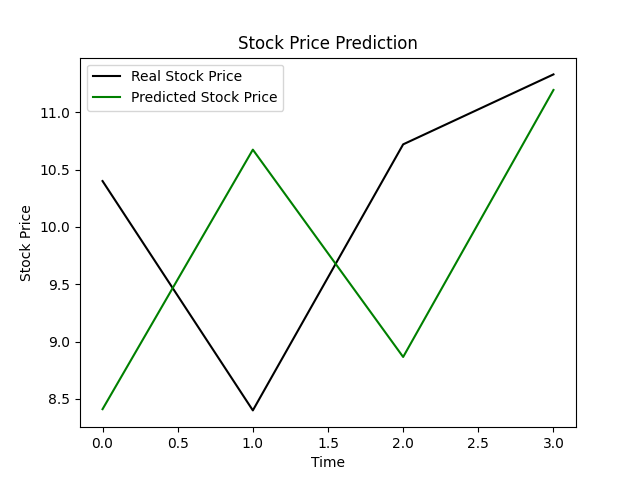 Stock Price Prediction
Real Stock Price
Predicted Stock Price
11.0
10.5
10.0
9.5
9.0
8.5
Stock Price
0.0 0.5 1.0 1.5 2.0 2.5 3.0
Time